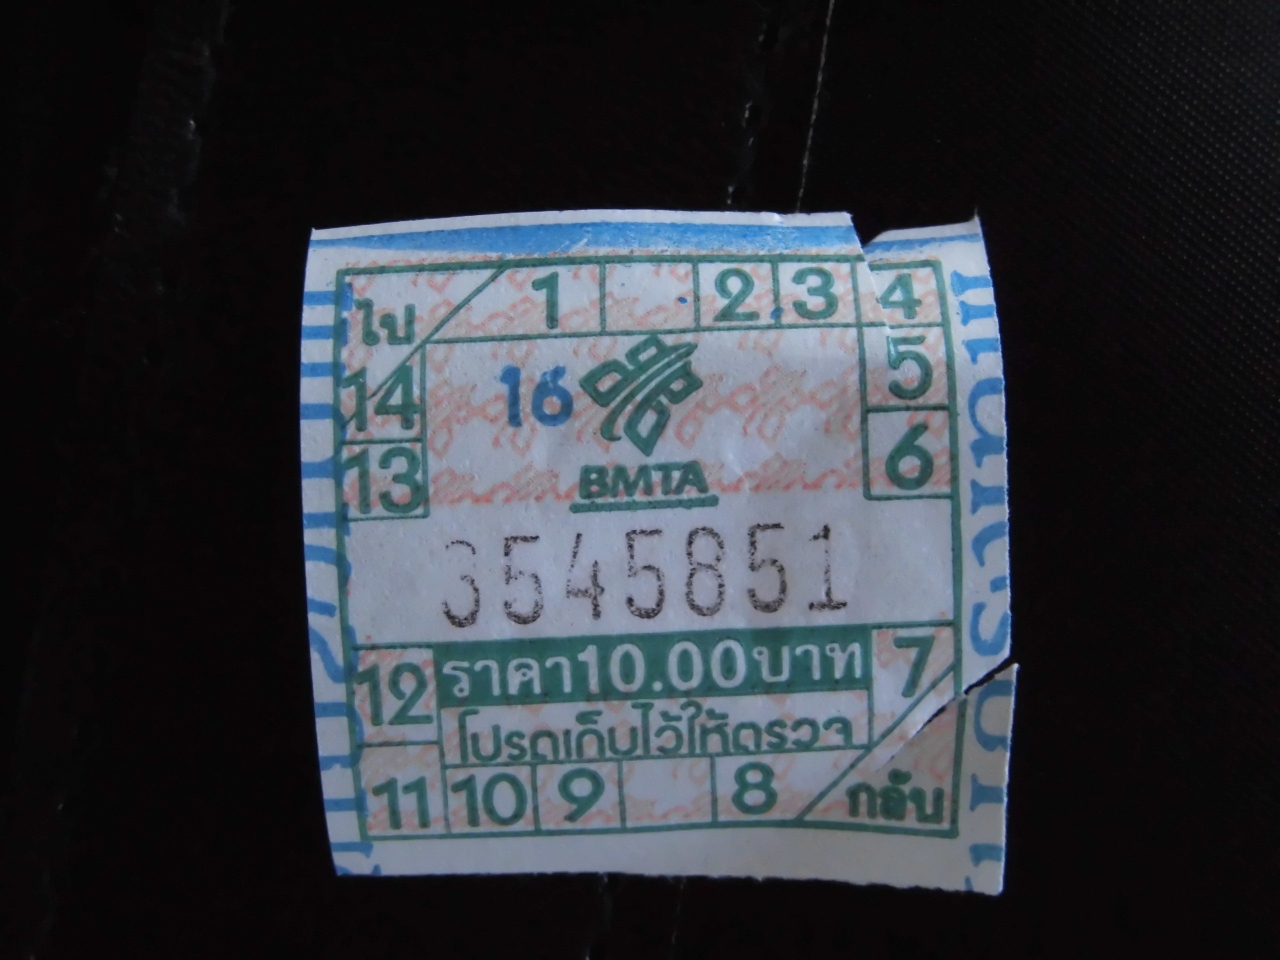 ไป 1 2 3 4
14 16 5
13 BMTA 6
3545851
12 ราคา10.00บาท 7
โปรดเก็บไว้ให้ตรวจ
11 10 9 8 กลับ